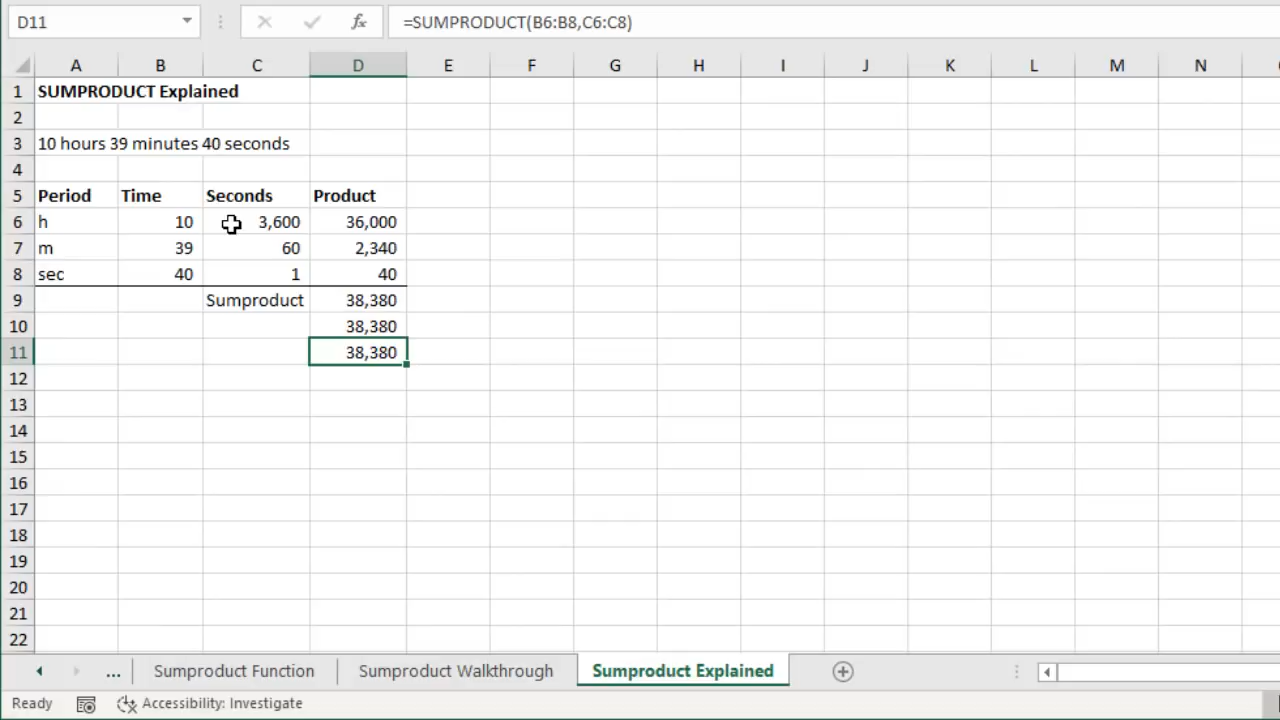 D11 fx =SUMPRODUCT(B6:B8,C6:C8)
A B C D E F G H I J K L M N
1 SUMPRODUCT Explained
2
3 10 hours 39 minutes 40 seconds
4
5 Period Time Seconds Product
6 h 10 3,600 36,000
7 m 39 60 2,340
8 sec 40 1 40
9 Sumproduct 38,380
10 38,380
11 38,380
12
13
14
15
16
17
18
19
20
21
22
... Sumproduct Function Sumproduct Walkthrough Sumproduct Explained
Ready Accessibility: Investigate